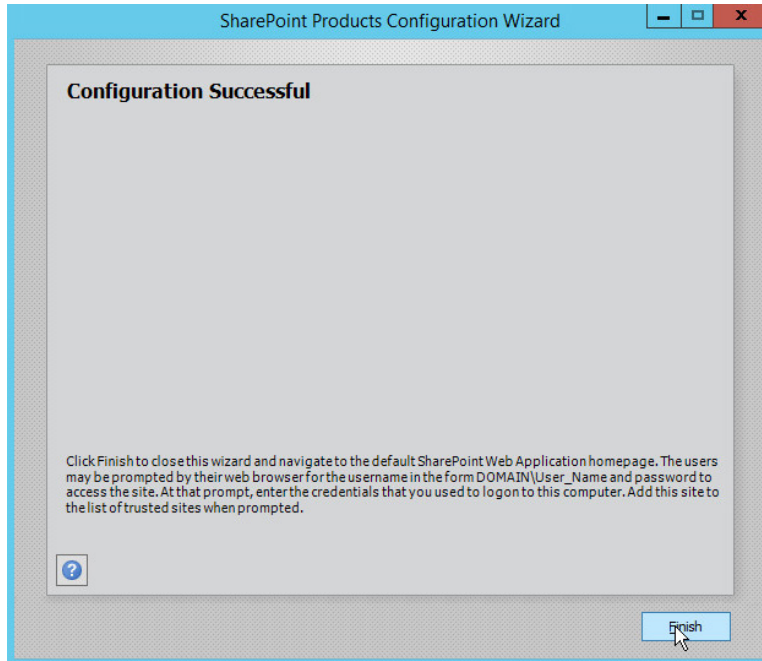 SharePoint Products Configuration Wizard
Configuration Successful
Click Finish to close this wizard and navigate to the default SharePoint Web Application homepage. The users
may be prompted by their web browser for the username in the form DOMAIN\User_Name and password to
access the site. At that prompt, enter the credentials that you used to logon to this computer. Add this site to
the list of trusted sites when prompted.
Finish